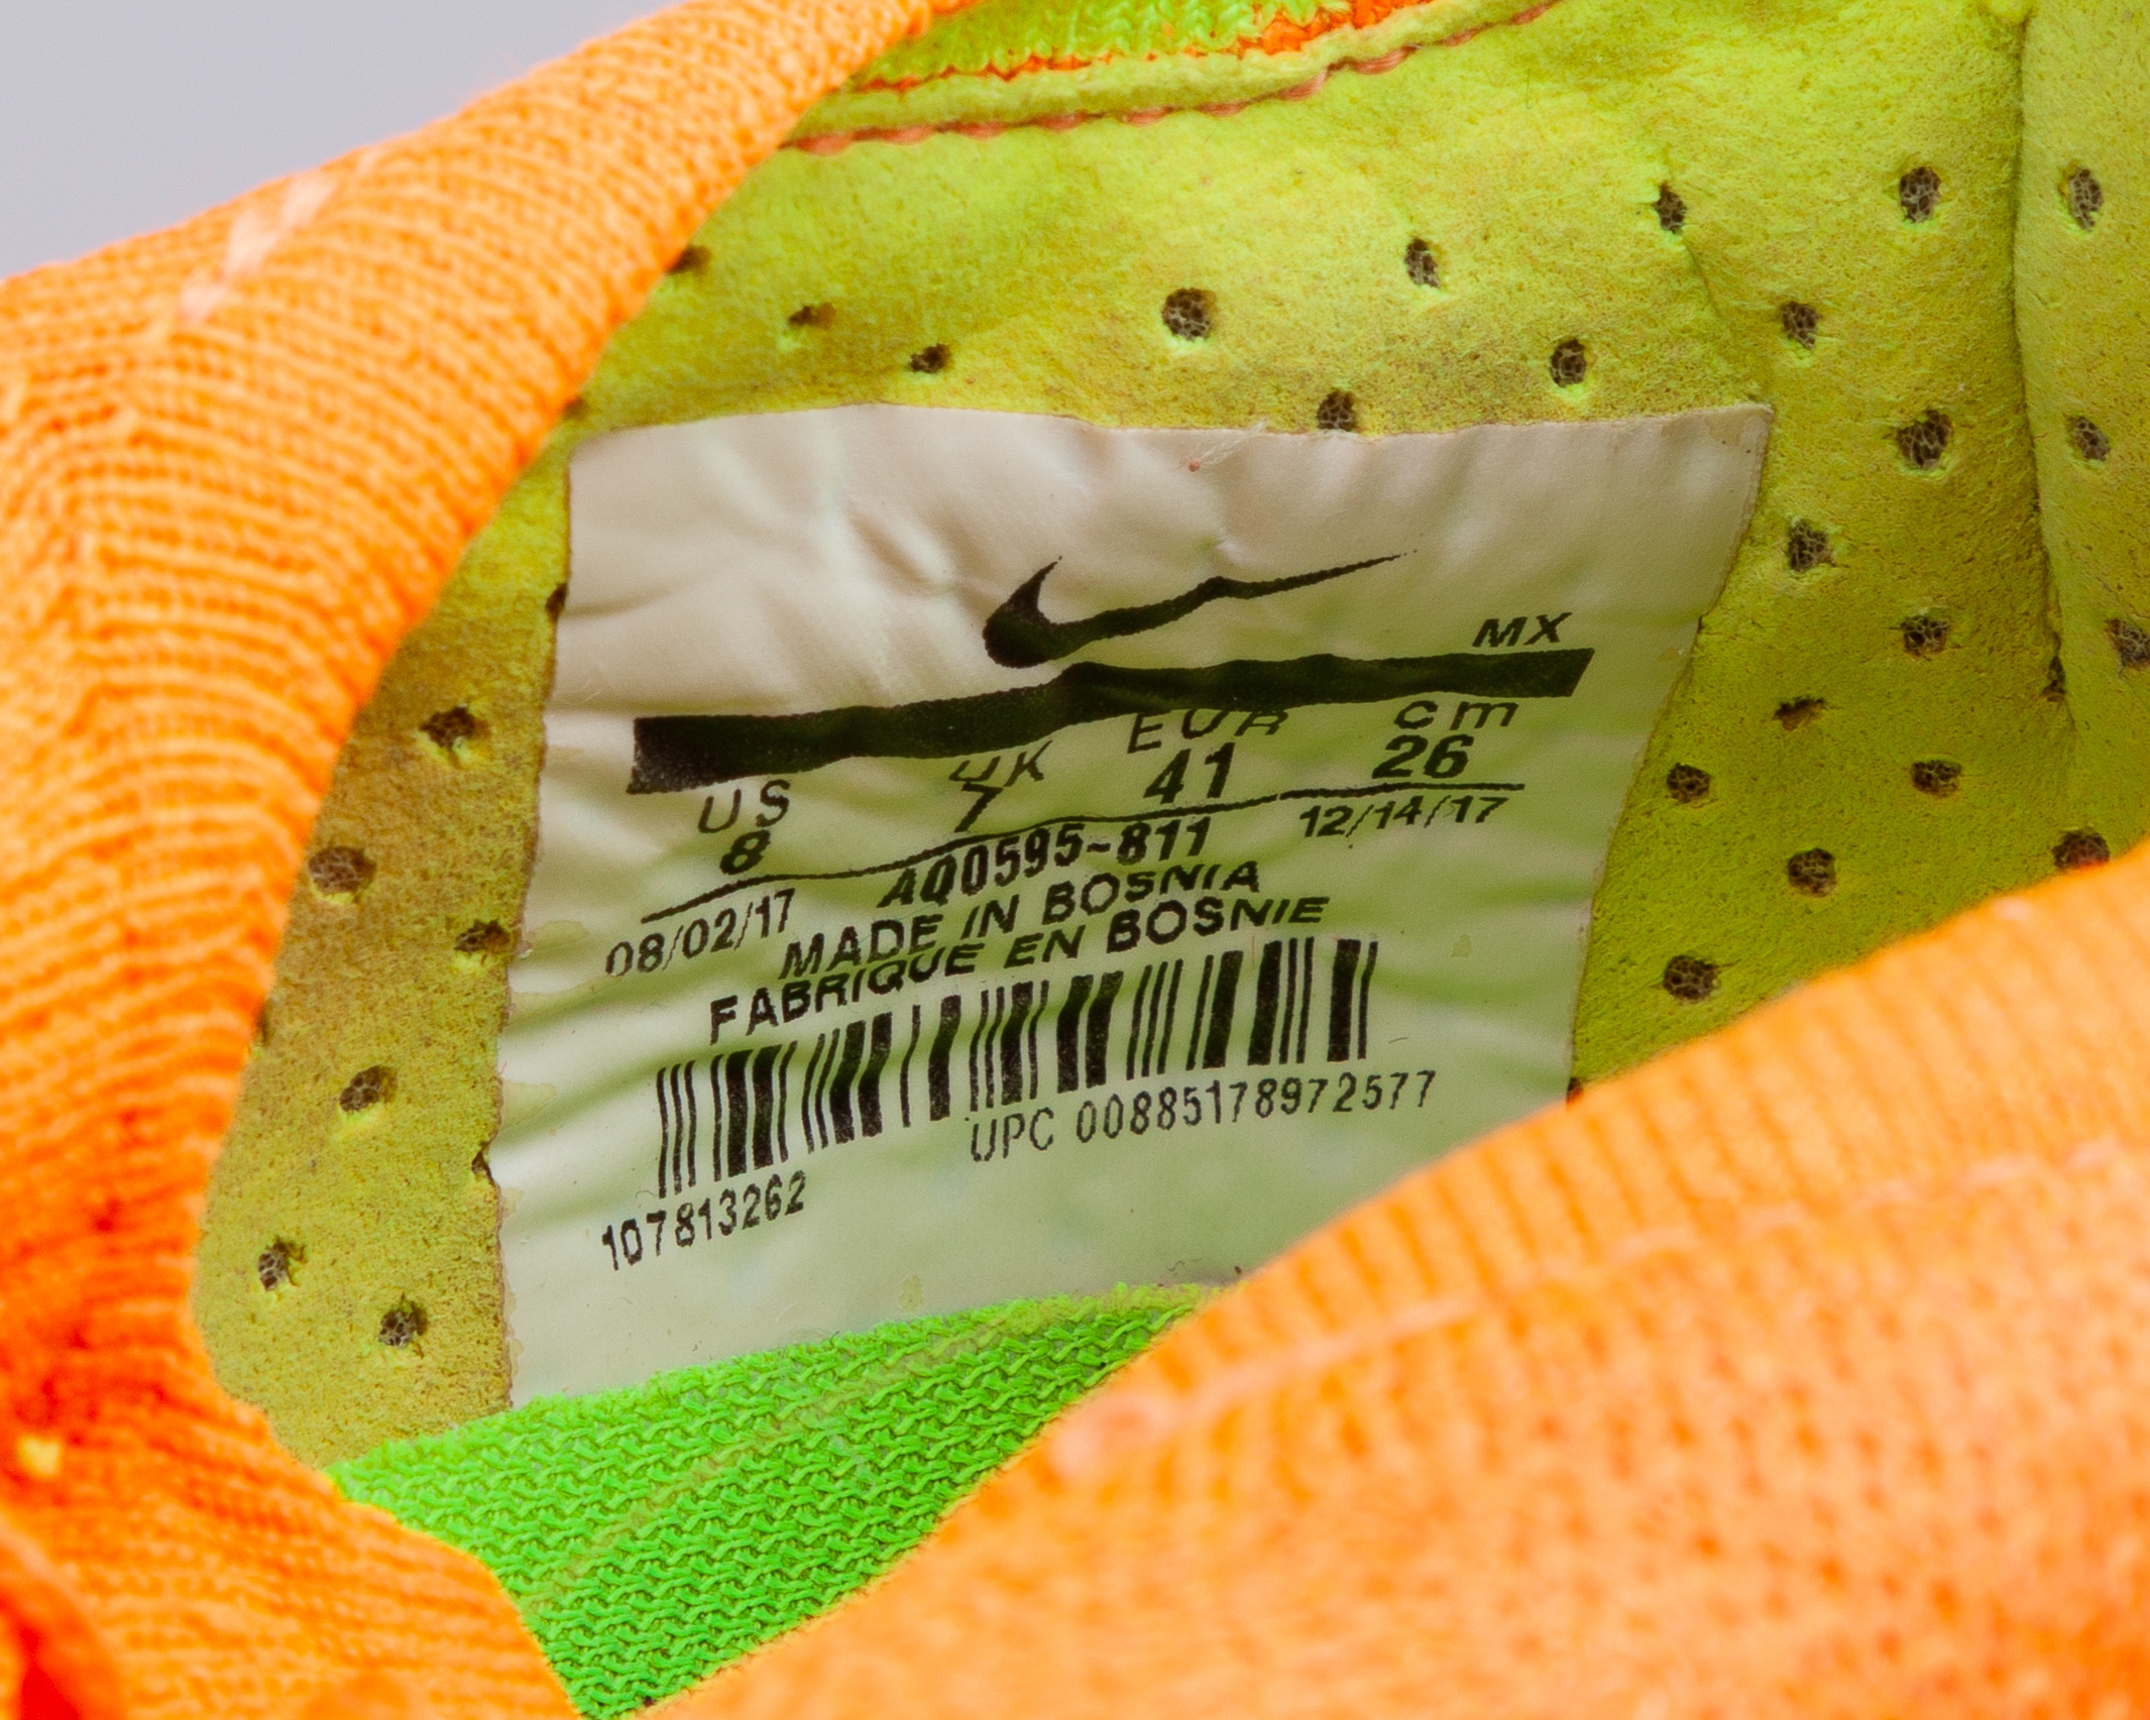 MX
US UK EUR cm
8 7 41 26
08/02/17 AQ0595-811 12/14/17
MADE IN BOSNIA
FABRIQUE EN BOSNIE
UPC 00885178972577
107813262